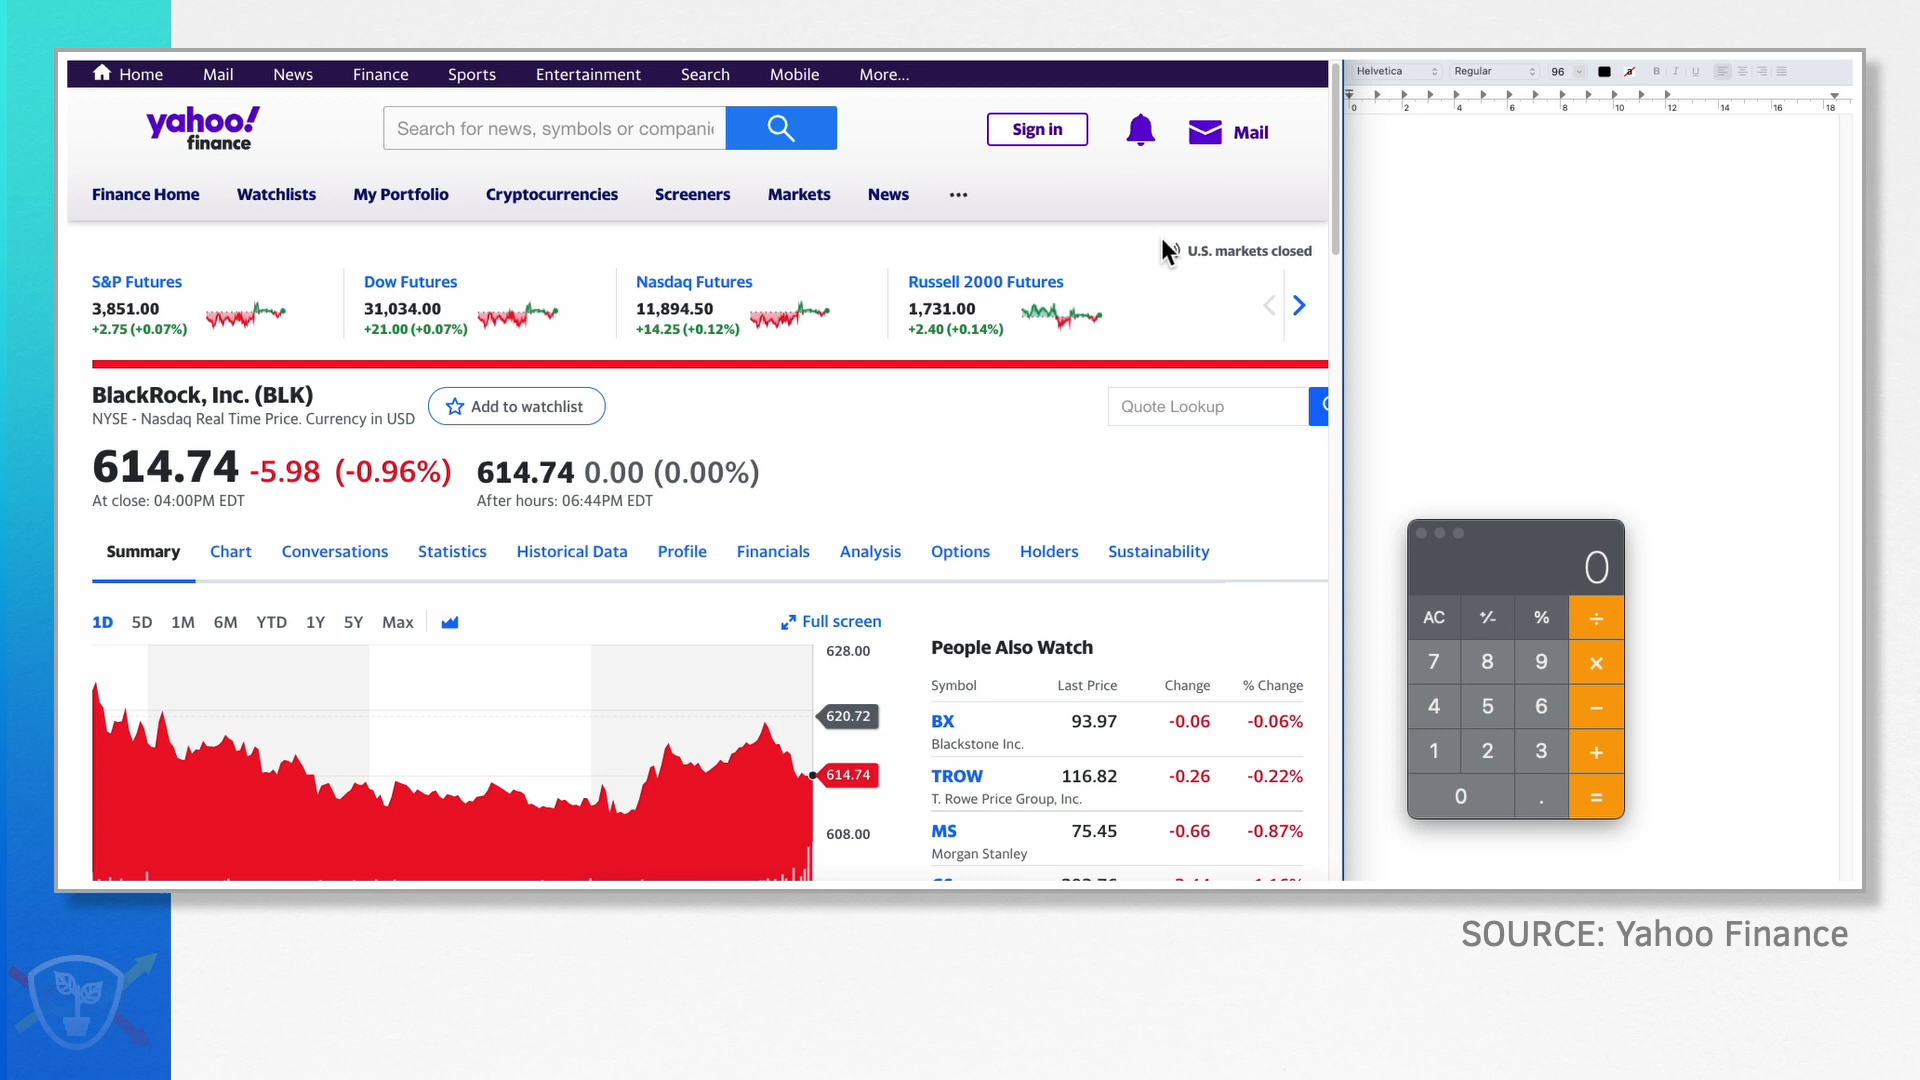 Home Mail News Finance Sports Entertainment Search Mobile More...
yahoo!
finance
Search for news, symbols or compani
Sign in
Mail
Finance Home Watchlists My Portfolio Cryptocurrencies Screeners Markets News ...
U.S. markets closed
S&P Futures
3,851.00
+2.75 (+0.07%)
Dow Futures
31,034.00
+21.00 (+0.07%)
Nasdaq Futures
11,894.50
+14.25 (+0.12%)
Russell 2000 Futures
1,731.00
+2.40 (+0.14%)
BlackRock, Inc. (BLK)
NYSE - Nasdaq Real Time Price. Currency in USD
Add to watchlist
Quote Lookup
614.74 -5.98 (-0.96%)
At close: 04:00PM EDT
614.74 0.00 (0.00%)
After hours: 06:44PM EDT
Summary Chart Conversations Statistics Historical Data Profile Financials Analysis Options Holders Sustainability
1D 5D 1M 6M YTD 1Y 5Y Max
Full screen
628.00
620.72
614.74
608.00
People Also Watch
Symbol Last Price Change % Change
BX 93.97 -0.06 -0.06%
Blackstone Inc.
TROW 116.82 -0.26 -0.22%
T. Rowe Price Group, Inc.
MS 75.45 -0.66 -0.87%
Morgan Stanley
Helvetica Regular 96 B I U
0 2 4 6 8 10 12 14 16 18
0
AC +/- % ÷
7 8 9 ×
4 5 6 −
1 2 3 +
0 . =
SOURCE: Yahoo Finance